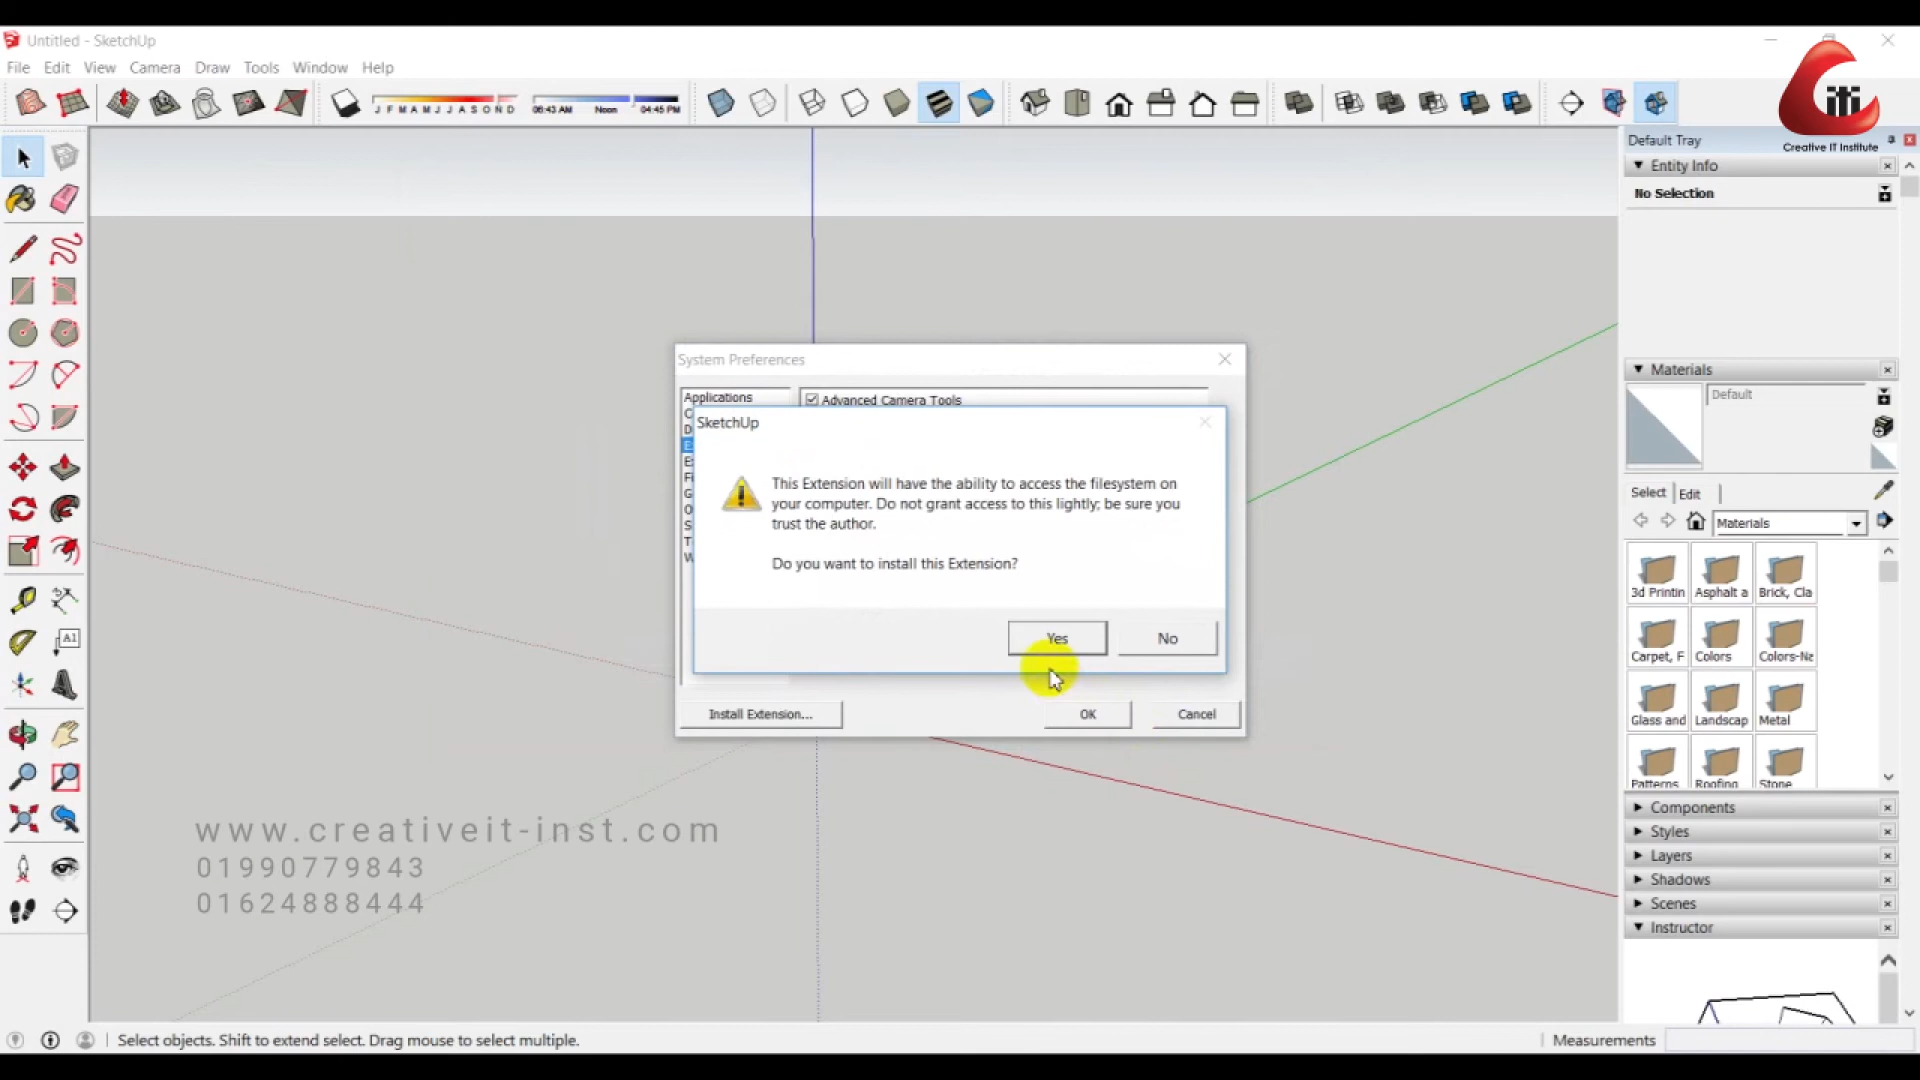 Untitled - SketchUp
File Edit View Camera Draw Tools Window Help
J F M A M J J A S O N D 06:43 AM Noon 04:45 PM
iti
Creative IT Institute
Default Tray
Entity Info
No Selection
System Preferences
Applications
Advanced Camera Tools
SketchUp
This Extension will have the ability to access the filesystem on
your computer. Do not grant access to this lightly; be sure you
trust the author.
Do you want to install this Extension?
Yes No
Install Extension... OK Cancel
Materials
Default
Select Edit
Materials
3d Printin Asphalt a Brick, Cla
Carpet, F Colors Colors-Na
Glass and Landscap Metal
Patterns Roofing Stone
Components
Styles
Layers
Shadows
Scenes
Instructor
A1
www.creativeit-inst.com
01990779843
01624888444
Select objects. Shift to extend select. Drag mouse to select multiple.
Measurements